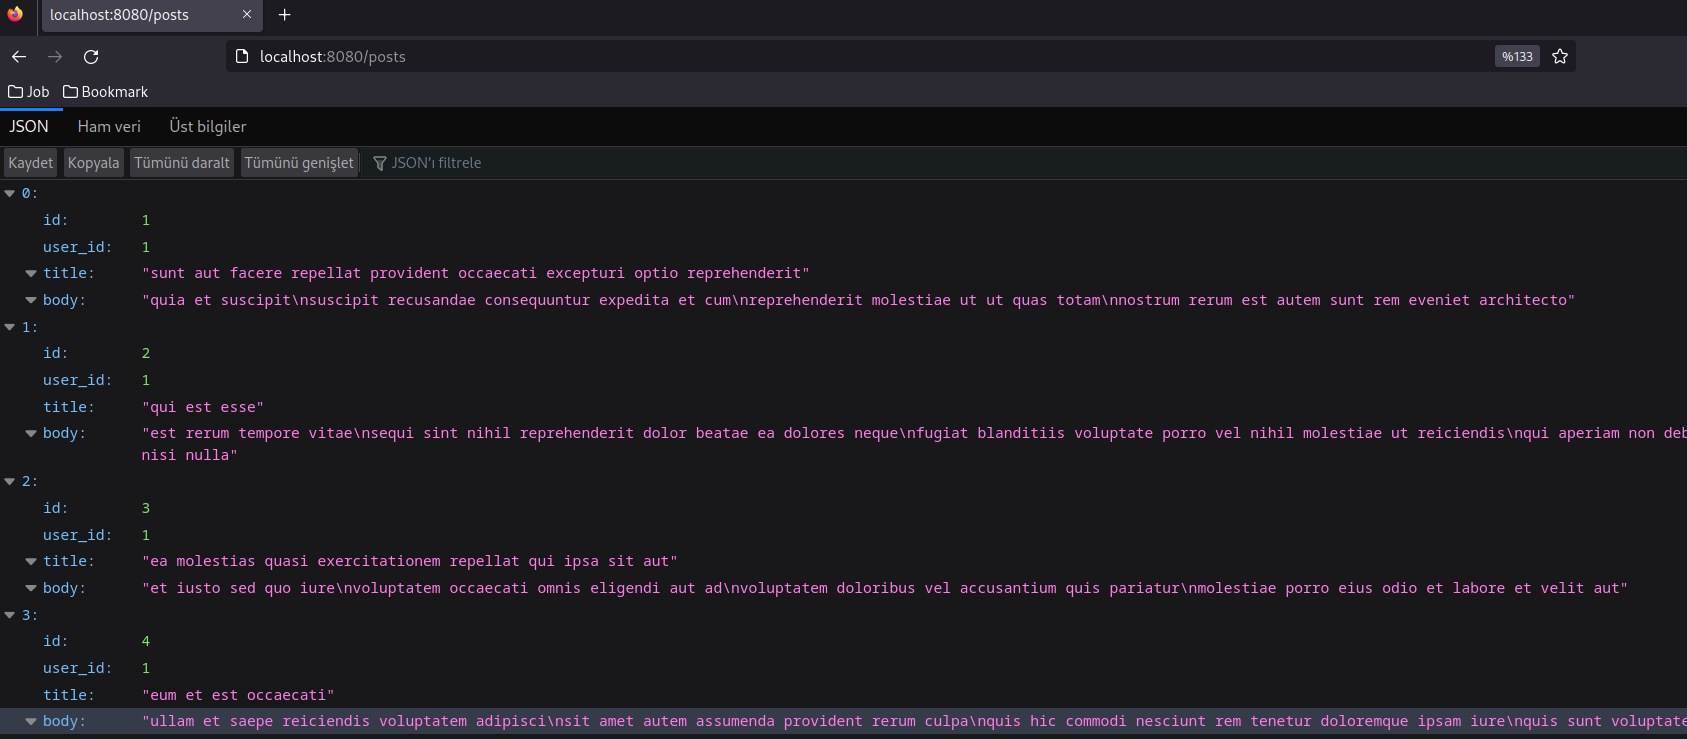 localhost:8080/posts
localhost:8080/posts
%133
Job
Bookmark
JSON
Ham veri
Üst bilgiler
Kaydet
Kopyala
Tümünü daralt
Tümünü genişlet
JSON'ı filtrele
0:
id: 1
user_id: 1
title: "sunt aut facere repellat provident occaecati excepturi optio reprehenderit"
body: "quia et suscipit\nsuscipit recusandae consequuntur expedita et cum\nreprehenderit molestiae ut ut quas totam\nnostrum rerum est autem sunt rem eveniet architecto"
1:
id: 2
user_id: 1
title: "qui est esse"
body: "est rerum tempore vitae\nsequi sint nihil reprehenderit dolor beatae ea dolores neque\nfugiat blanditiis voluptate porro vel nihil molestiae ut reiciendis\nqui aperiam non deb
nisi nulla"
2:
id: 3
user_id: 1
title: "ea molestias quasi exercitationem repellat qui ipsa sit aut"
body: "et iusto sed quo iure\nvoluptatem occaecati omnis eligendi aut ad\nvoluptatem doloribus vel accusantium quis pariatur\nmolestiae porro eius odio et labore et velit aut"
3:
id: 4
user_id: 1
title: "eum et est occaecati"
body: "ullam et saepe reiciendis voluptatem adipisci\nsit amet autem assumenda provident rerum culpa\nquis hic commodi nesciunt rem tenetur doloremque ipsam iure\nquis sunt voluptate